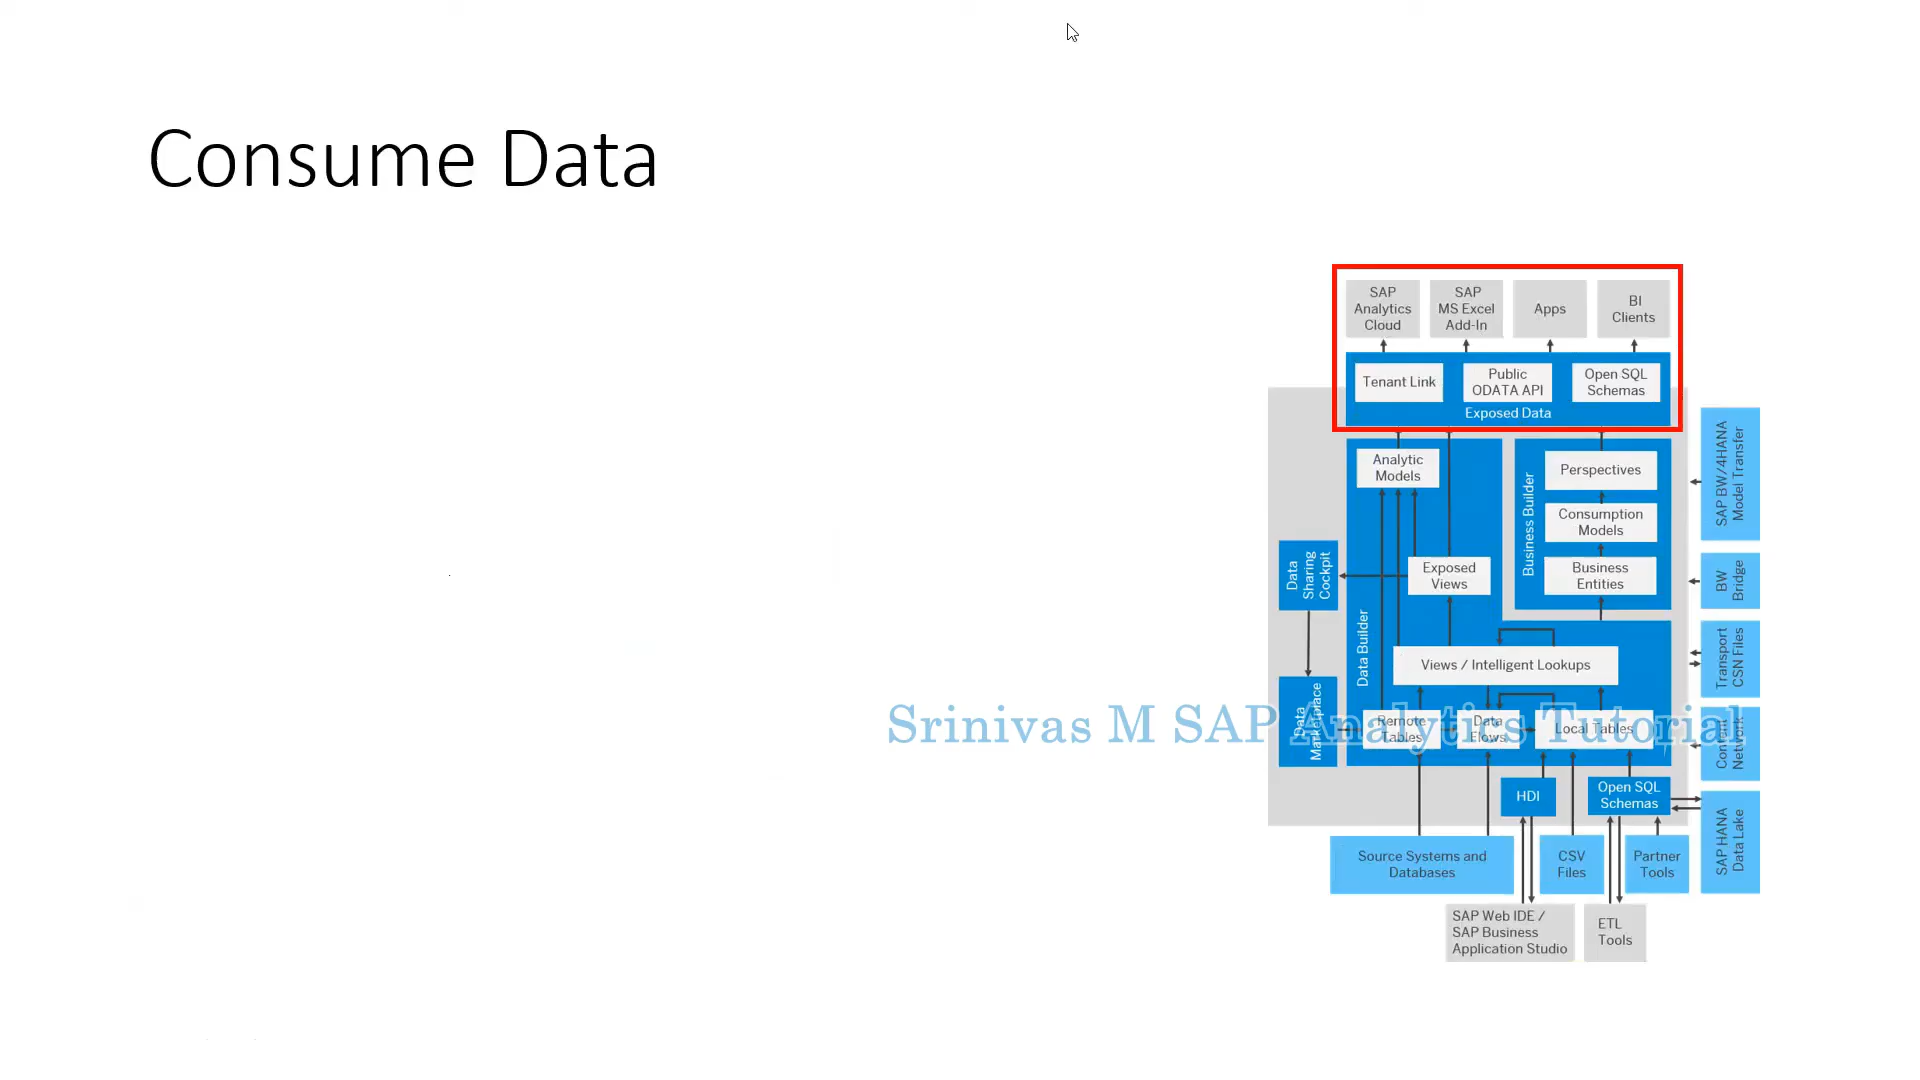 Consume Data
SAP
Analytics
Cloud
SAP
MS Excel
Add-In
Apps
BI
Clients
Tenant Link
Public
ODATA API
Open SQL
Schemas
Exposed Data
Analytic
Models
Exposed
Views
Data Builder
Business Builder
Perspectives
Consumption
Models
Business
Entities
Views / Intelligent Lookups
Remote
Tables
Data
Flows
Local Tables
Data
Sharing
Cockpit
Data
Marketplace
SAP BW/4HANA
Model Transfer
BW
Bridge
Transport
CSN Files
Content
Network
SAP HANA
Data Lake
HDI
Open SQL
Schemas
Source Systems and
Databases
CSV
Files
Partner
Tools
SAP Web IDE /
SAP Business
Application Studio
ETL
Tools
Srinivas M SAP Analytics Tutorial